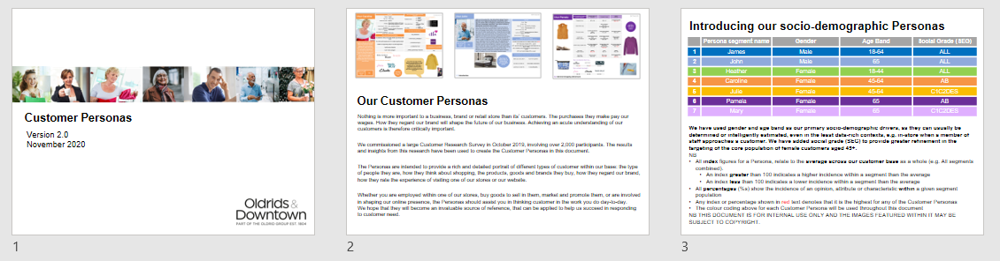 Customer Personas
Version 2.0
November 2020
Oldrids &
Downtown
PART OF THE OLDRID GROUP EST. 1804
1
Our Customer Personas
Nothing is more important to a business, brand or retail store than its' customers. The purchases they make pay our
wages. How they regard our brand will shape the future of our business. Achieving an acute understanding of our
customers is therefore critically important.
We commissioned a large Customer Research Survey in October 2019, involving over 2,000 participants. The results
and insights from this research have been used to create the Customer Personas in this document.
The Personas are intended to provide a rich and detailed portrait of different types of customer within our base: the type
of people they are, how they think about shopping, the products, goods and brands they buy, how they regard our brand,
how they rate the experience of visiting one of our stores or our website.
Whether you are employed within one of our stores, buy goods to sell in them, market and promote them, or are involved
in shaping our online presence, the Personas should assist you in thinking customer in the work you do day-to-day.
We hope that they will become an invaluable source of reference, that can be applied to help us succeed in responding
to customer need.
2
Introducing our socio-demographic Personas
Persona segment name Gender Age Band Social Grade (SEG)
1 James Male 18-64 ALL
2 John Male 65 ALL
3 Heather Female 18-44 ALL
4 Caroline Female 45-64 AB
5 Julie Female 45-64 C1C2DES
6 Pamela Female 65 AB
7 Mary Female 65 C1C2DES
We have used gender and age band as our primary socio-demographic drivers, as they can usually be
determined or intelligently estimated, even in the least data-rich contexts, e.g. in-store when a member of
staff approaches a customer. We have added social grade (SEG) to provide greater refinement in the
targeting of the core population of female customers aged 45+.
NB
• All index figures for a Persona, relate to the average across our customer base as a whole (e.g. All segments
combined).
• An index greater than 100 indicates a higher incidence within a segment than the average
• An index less than 100 indicates a lower incidence within a segment than the average
• All percentages (%s) show the incidence of an opinion, attribute or characteristic within a given segment
population
• Any index or percentage shown in red text denotes that it is the highest for any of the Customer Personas
• The colour coding above for each Customer Persona will be used throughout this document
NB THIS DOCUMENT IS FOR INTERNAL USE ONLY AND THE IMAGES FEATURED WITHIN IT MAY BE
SUBJECT TO COPYRIGHT.
3